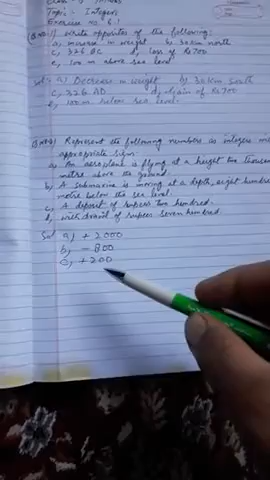 Topic - Integers
Exercise No. 6.1
Q No 1) Write opposites of the following:
a, increase in weight b, 30 km north
c, 326 BC d, loss of Rs 700
e, 100 m above sea level
Sol: a) Decrease in weight b) 30 km south
c, 326 AD d, Gain of Rs 700
e, 100 m below sea level.
Represent the following numbers as integers
appropriate sign:
a, An aeroplane is flying at a height two thousand
metre above the ground.
b, A submarine is moving at a depth, eight hundred
metre below the sea level.
c, A deposit of rupees two hundred.
d, withdrawal of rupees seven hundred.
Sol a) + 2000
b, - 800
c, + 200